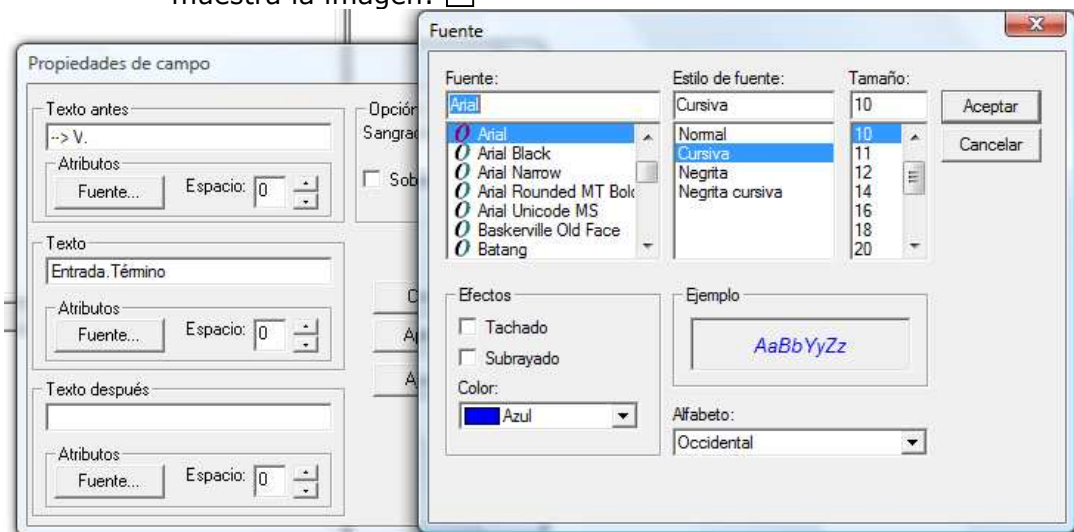 muestra la imagen.
Propiedades de campo
Texto antes
--> V.
Atributos
Fuente...
Espacio: 0
Texto
Entrada.Término
Atributos
Fuente...
Espacio: 0
Texto después
Atributos
Fuente...
Espacio: 0
Fuente
Fuente:
Arial
Arial
Arial Black
Arial Narrow
Arial Rounded MT Bold
Arial Unicode MS
Baskerville Old Face
Batang
Estilo de fuente:
Cursiva
Normal
Cursiva
Negrita
Negrita cursiva
Tamaño:
10
10
11
12
14
16
18
20
Aceptar
Cancelar
Efectos
Tachado
Subrayado
Color:
Azul
Ejemplo
AaBbYyZz
Alfabeto:
Occidental